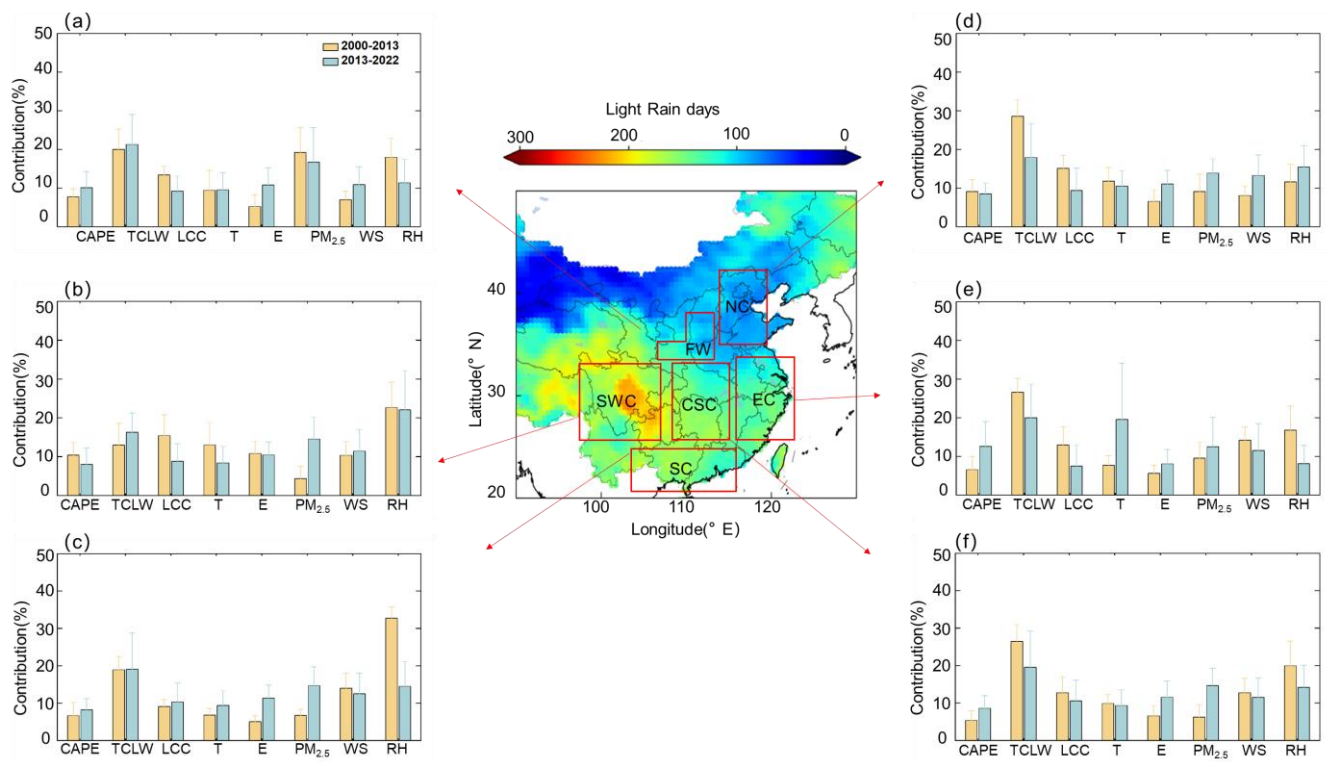 (a)
50
40
30
20
10
0
Contribution(%)
2000-2013
2013-2022
CAPE TCLW LCC T E PM2.5 WS RH
(b)
50
40
30
20
10
0
Contribution(%)
CAPE TCLW LCC T E PM2.5 WS RH
(c)
50
40
30
20
10
0
Contribution(%)
CAPE TCLW LCC T E PM2.5 WS RH
Light Rain days
300 200 100 0
Latitude(° N)
40
30
20
NC
FW
SWC CSC EC
SC
100 110 120
Longitude(° E)
(d)
50
40
30
20
10
0
Contribution(%)
CAPE TCLW LCC T E PM2.5 WS RH
(e)
50
40
30
20
10
0
Contribution(%)
CAPE TCLW LCC T E PM2.5 WS RH
(f)
50
40
30
20
10
0
Contribution(%)
CAPE TCLW LCC T E PM2.5 WS RH